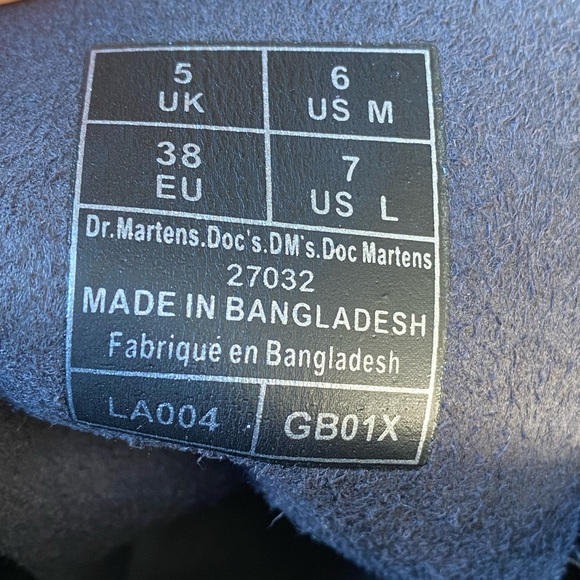 5 6
UK US M
38 7
EU US L
Dr.Martens.Doc's.DM's.Doc Martens
27032
MADE IN BANGLADESH
Fabriqué en Bangladesh
LA004 GB01X